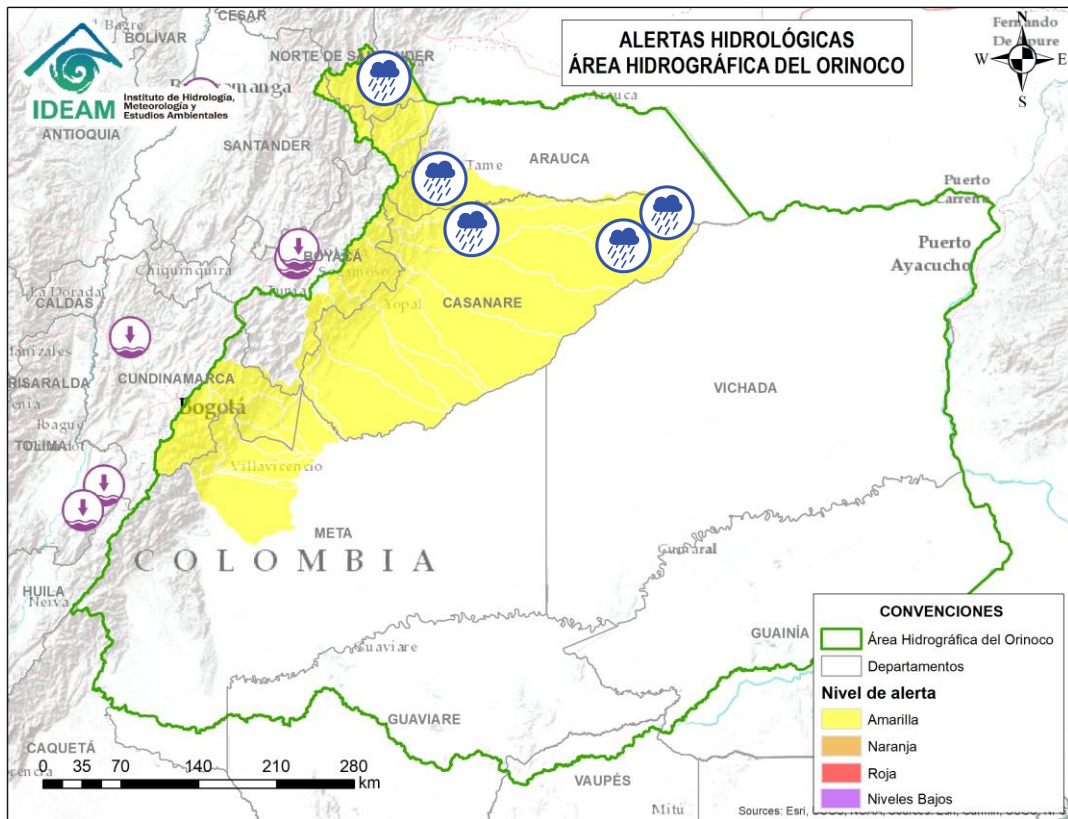 ALERTAS HIDROLÓGICAS
ÁREA HIDROGRÁFICA DEL ORINOCO
IDEAM
Instituto de Hidrología,
Meteorología y
Estudios Ambientales
N
W
E
S
CESAR
BOLÍVAR
NORTE DE SANTANDER
Fernando
De Apure
Arauca
ANTIOQUIA
SANTANDER
ARAUCA
Tame
Puerto
Carreño
Puerto
Ayacucho
BOYACÁ
Sogamoso
Chiquinquira
Tunja
La Dorada
CALDAS
Yopal
CASANARE
RISARALDA
CUNDINAMARCA
VICHADA
Bogotá
Ibague
TOLIMA
Villavicencio
META
COLOMBIA
Cumaral
HUILA
Neiva
Guaviare
GUAINÍA
GUAVIARE
CAQUETÁ
VAUPÉS
Mitú
0 35 70 140 210 280
km
CONVENCIONES
Área Hidrográfica del Orinoco
Departamentos
Nivel de alerta
Amarilla
Naranja
Roja
Niveles Bajos
Sources: Esri,